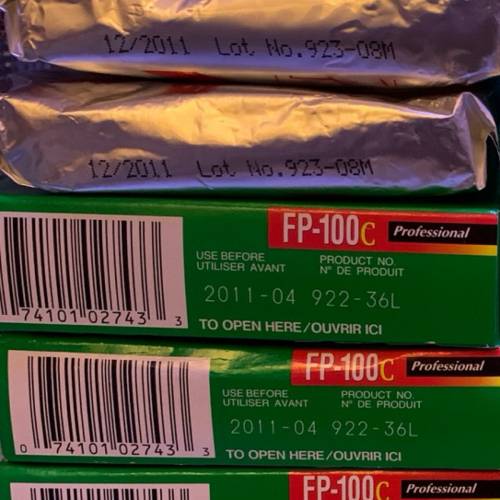 12/2011 Lot No.923-08M
12/2011 Lot No.923-08M
FP-100C Professional
USE BEFORE PRODUCT NO.
UTILISER AVANT N° DE PRODUIT
2011-04 922-36L
74101 02743 3
TO OPEN HERE/OUVRIR ICI
FP-100C Professional
USE BEFORE PRODUCT NO.
UTILISER AVANT N° DE PRODUIT
2011-04 922-36L
0 74101 02743 3
TO OPEN HERE/OUVRIR ICI
FP-100C Professional